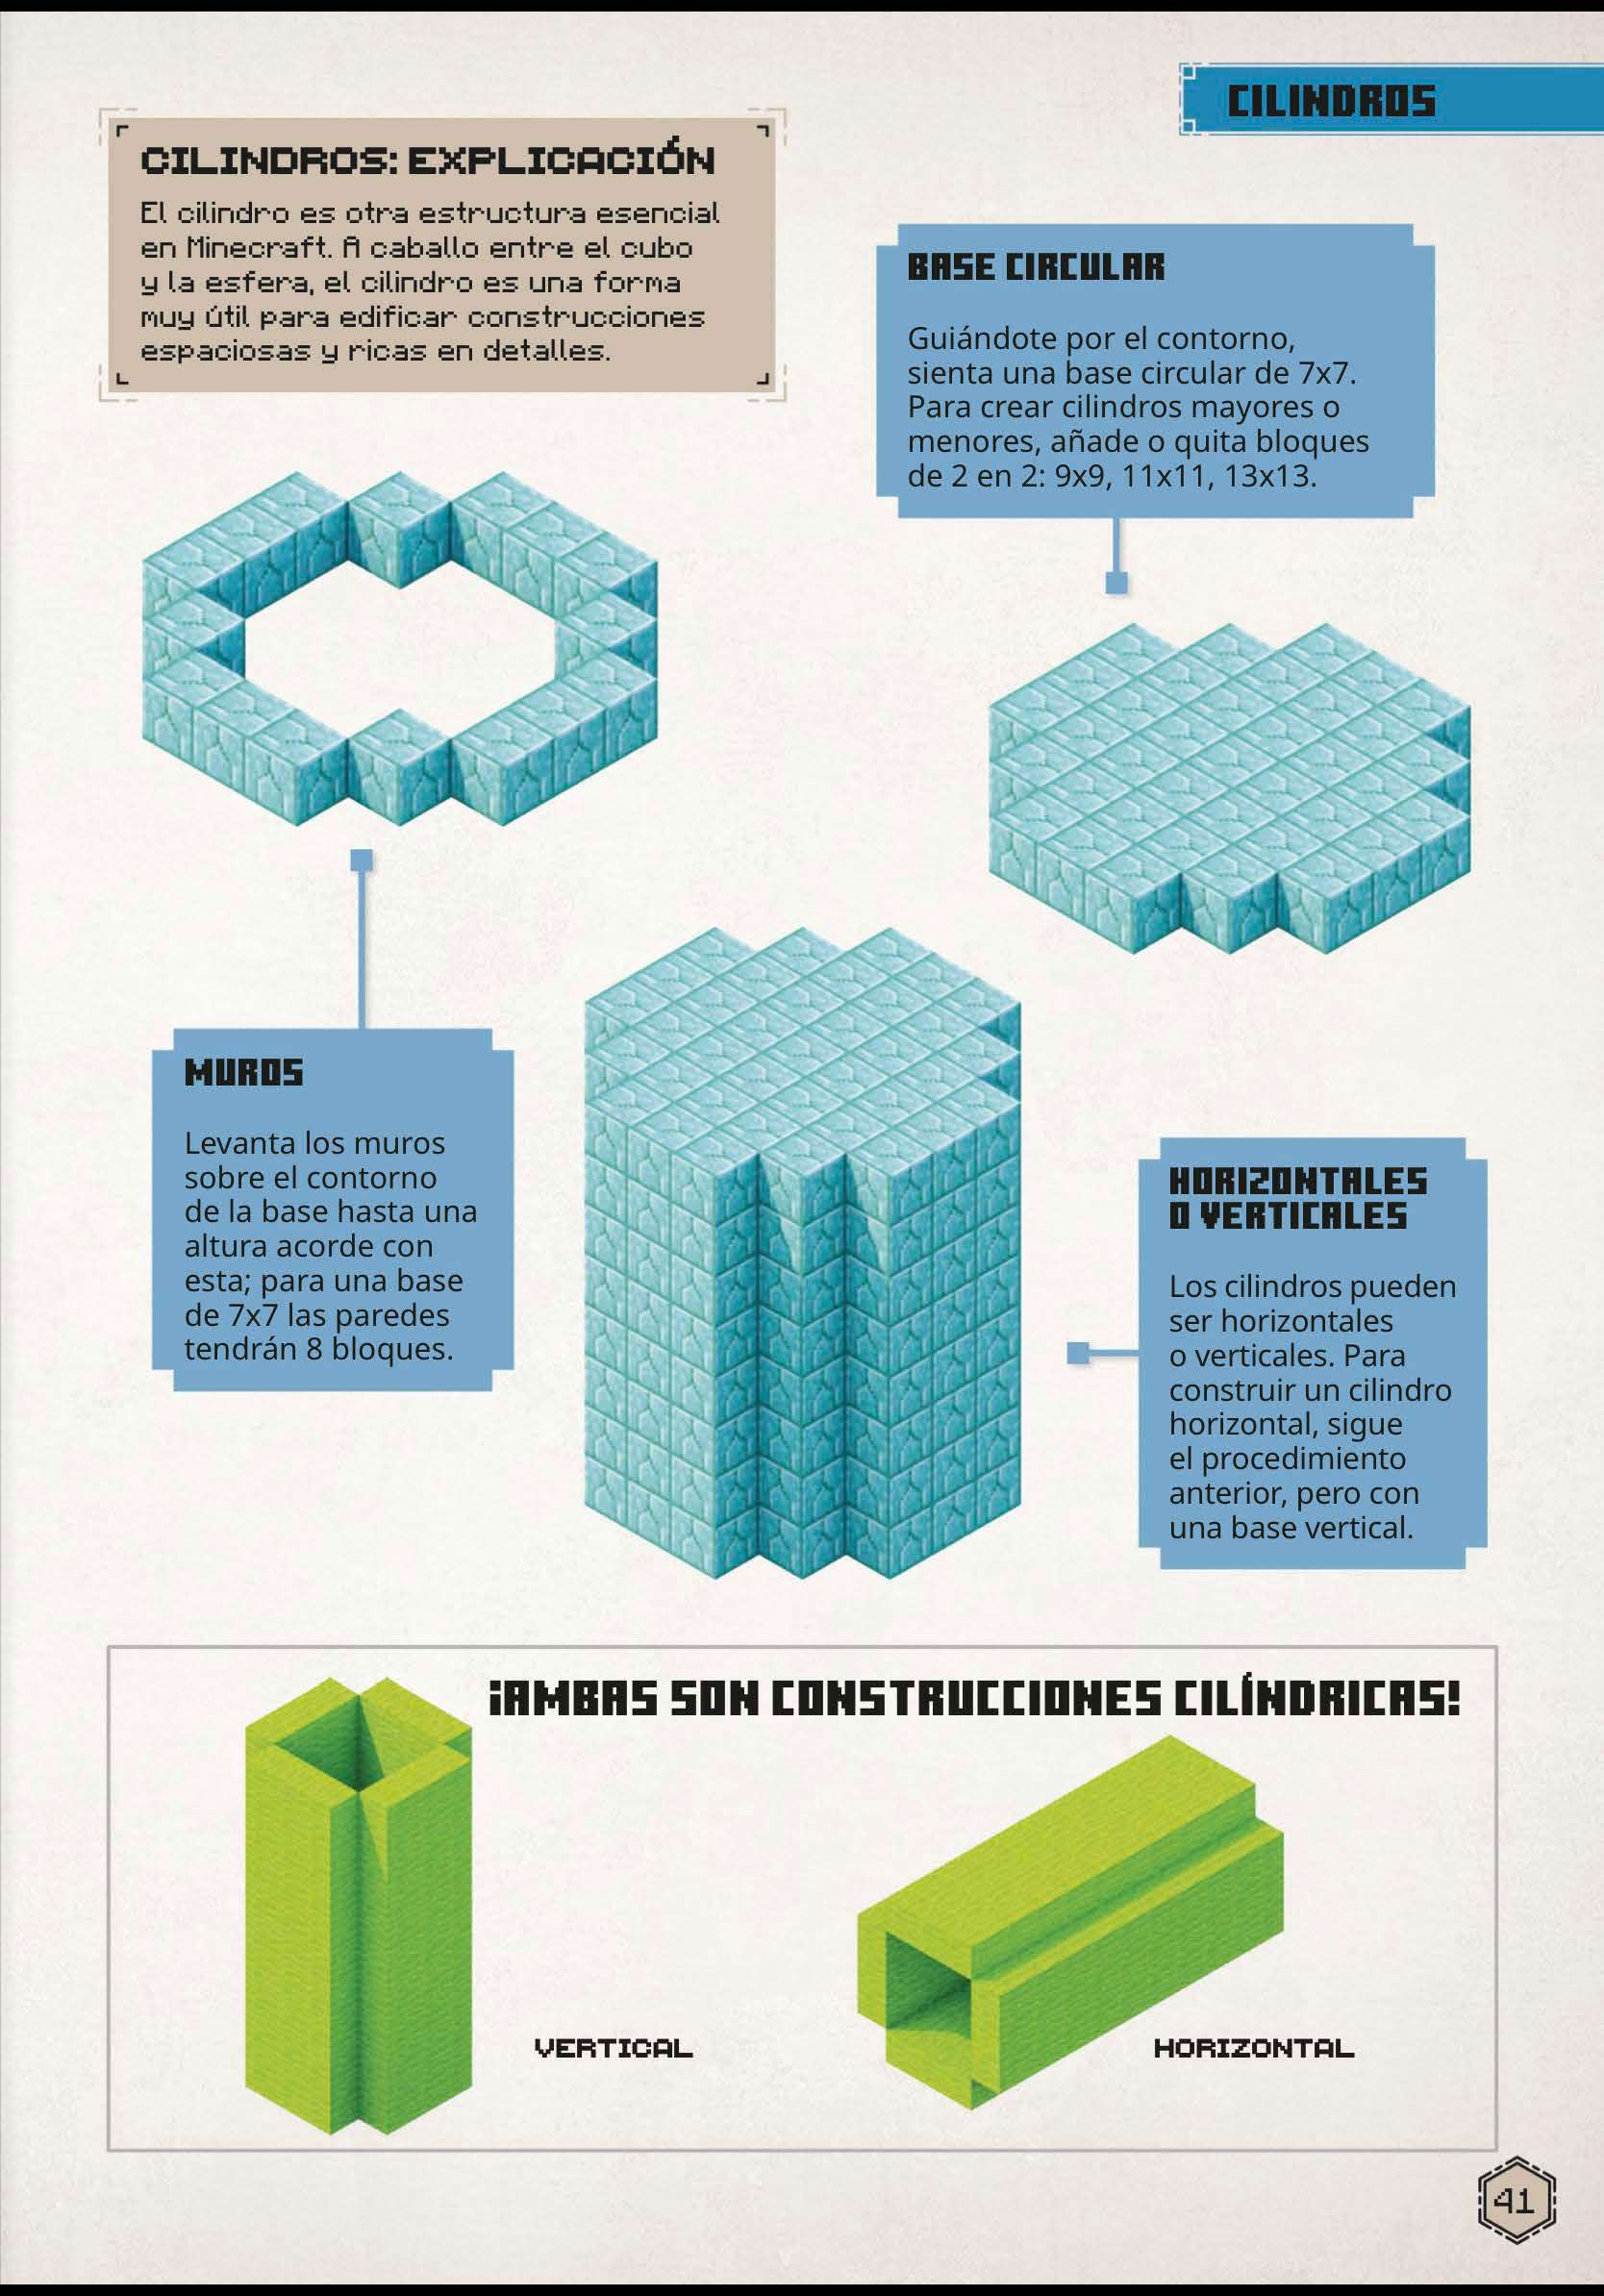 CILINDROS
CILINDROS: EXPLICACIÓN
El cilindro es otra estructura esencial
en Minecraft. A caballo entre el cubo
y la esfera, el cilindro es una forma
muy útil para edificar construcciones
espaciosas y ricas en detalles.
BASE CIRCULAR
Guiándote por el contorno,
sienta una base circular de 7x7.
Para crear cilindros mayores o
menores, añade o quita bloques
de 2 en 2: 9x9, 11x11, 13x13.
MUROS
Levanta los muros
sobre el contorno
de la base hasta una
altura acorde con
esta; para una base
de 7x7 las paredes
tendrán 8 bloques.
HORIZONTALES
O VERTICALES
Los cilindros pueden
ser horizontales
o verticales. Para
construir un cilindro
horizontal, sigue
el procedimiento
anterior, pero con
una base vertical.
¡AMBAS SON CONSTRUCCIONES CILÍNDRICAS!
VERTICAL
HORIZONTAL
41